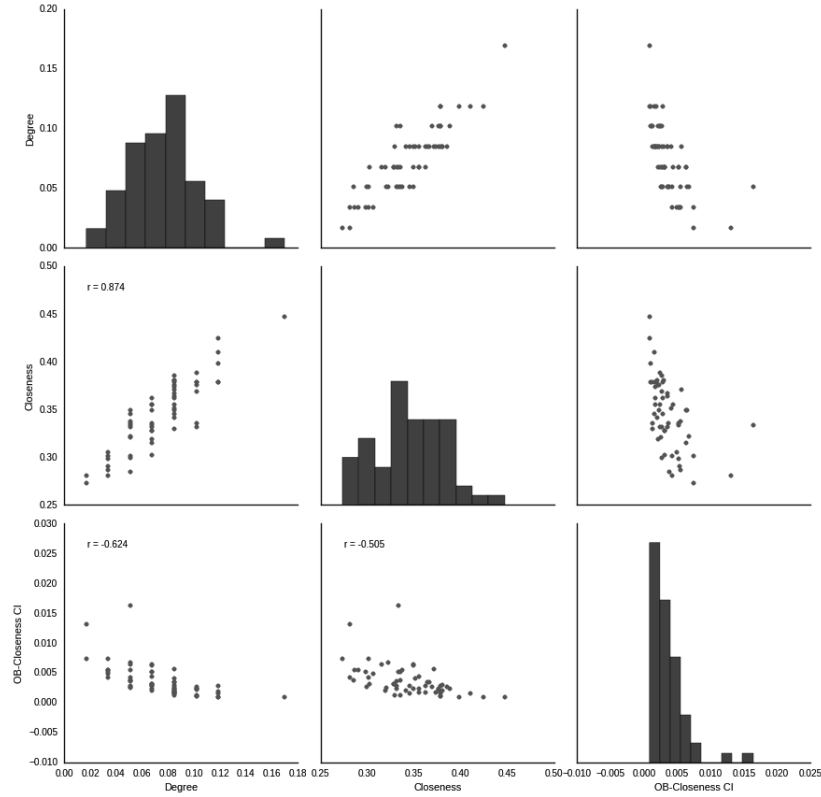 0.20
0.15
0.10
0.05
0.00
Degree
0.50
0.45
0.40
0.35
0.30
0.25
Closeness
r = 0.874
0.030
0.025
0.020
0.015
0.010
0.005
0.000
−0.005
−0.010
OB-Closeness CI
r = -0.624
r = -0.505
0.00 0.02 0.04 0.06 0.08 0.10 0.12 0.14 0.16 0.18
Degree
0.25 0.30 0.35 0.40 0.45 0.50
Closeness
−0.010 −0.005 0.000 0.005 0.010 0.015 0.020 0.025
OB-Closeness CI